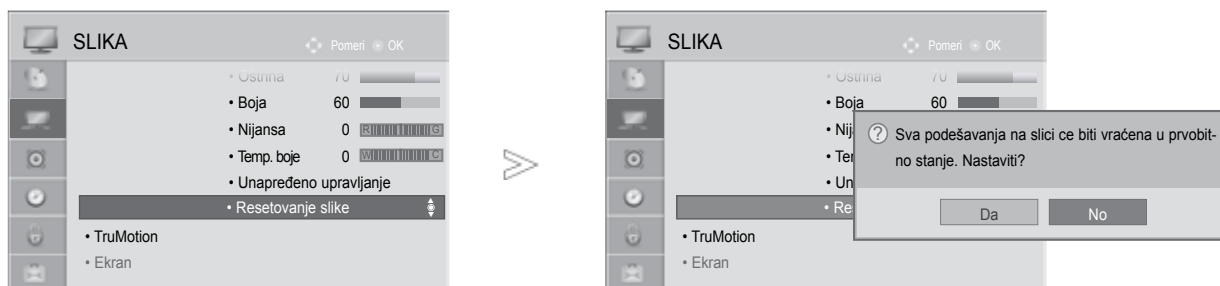 SLIKA
Pomeri OK
• Oštrina 70
• Boja 60
• Nijansa 0 R G
• Temp. boje 0 W C
• Unapređeno upravljanje
• Resetovanje slike
• TruMotion
• Ekran
SLIKA
Pomeri OK
• Oštrina 70
• Boja 60
• Nij
• Ter
• Un
• Re
• TruMotion
• Ekran
? Sva podešavanja na slici ce biti vraćena u prvobit-
no stanje. Nastaviti?
Da No